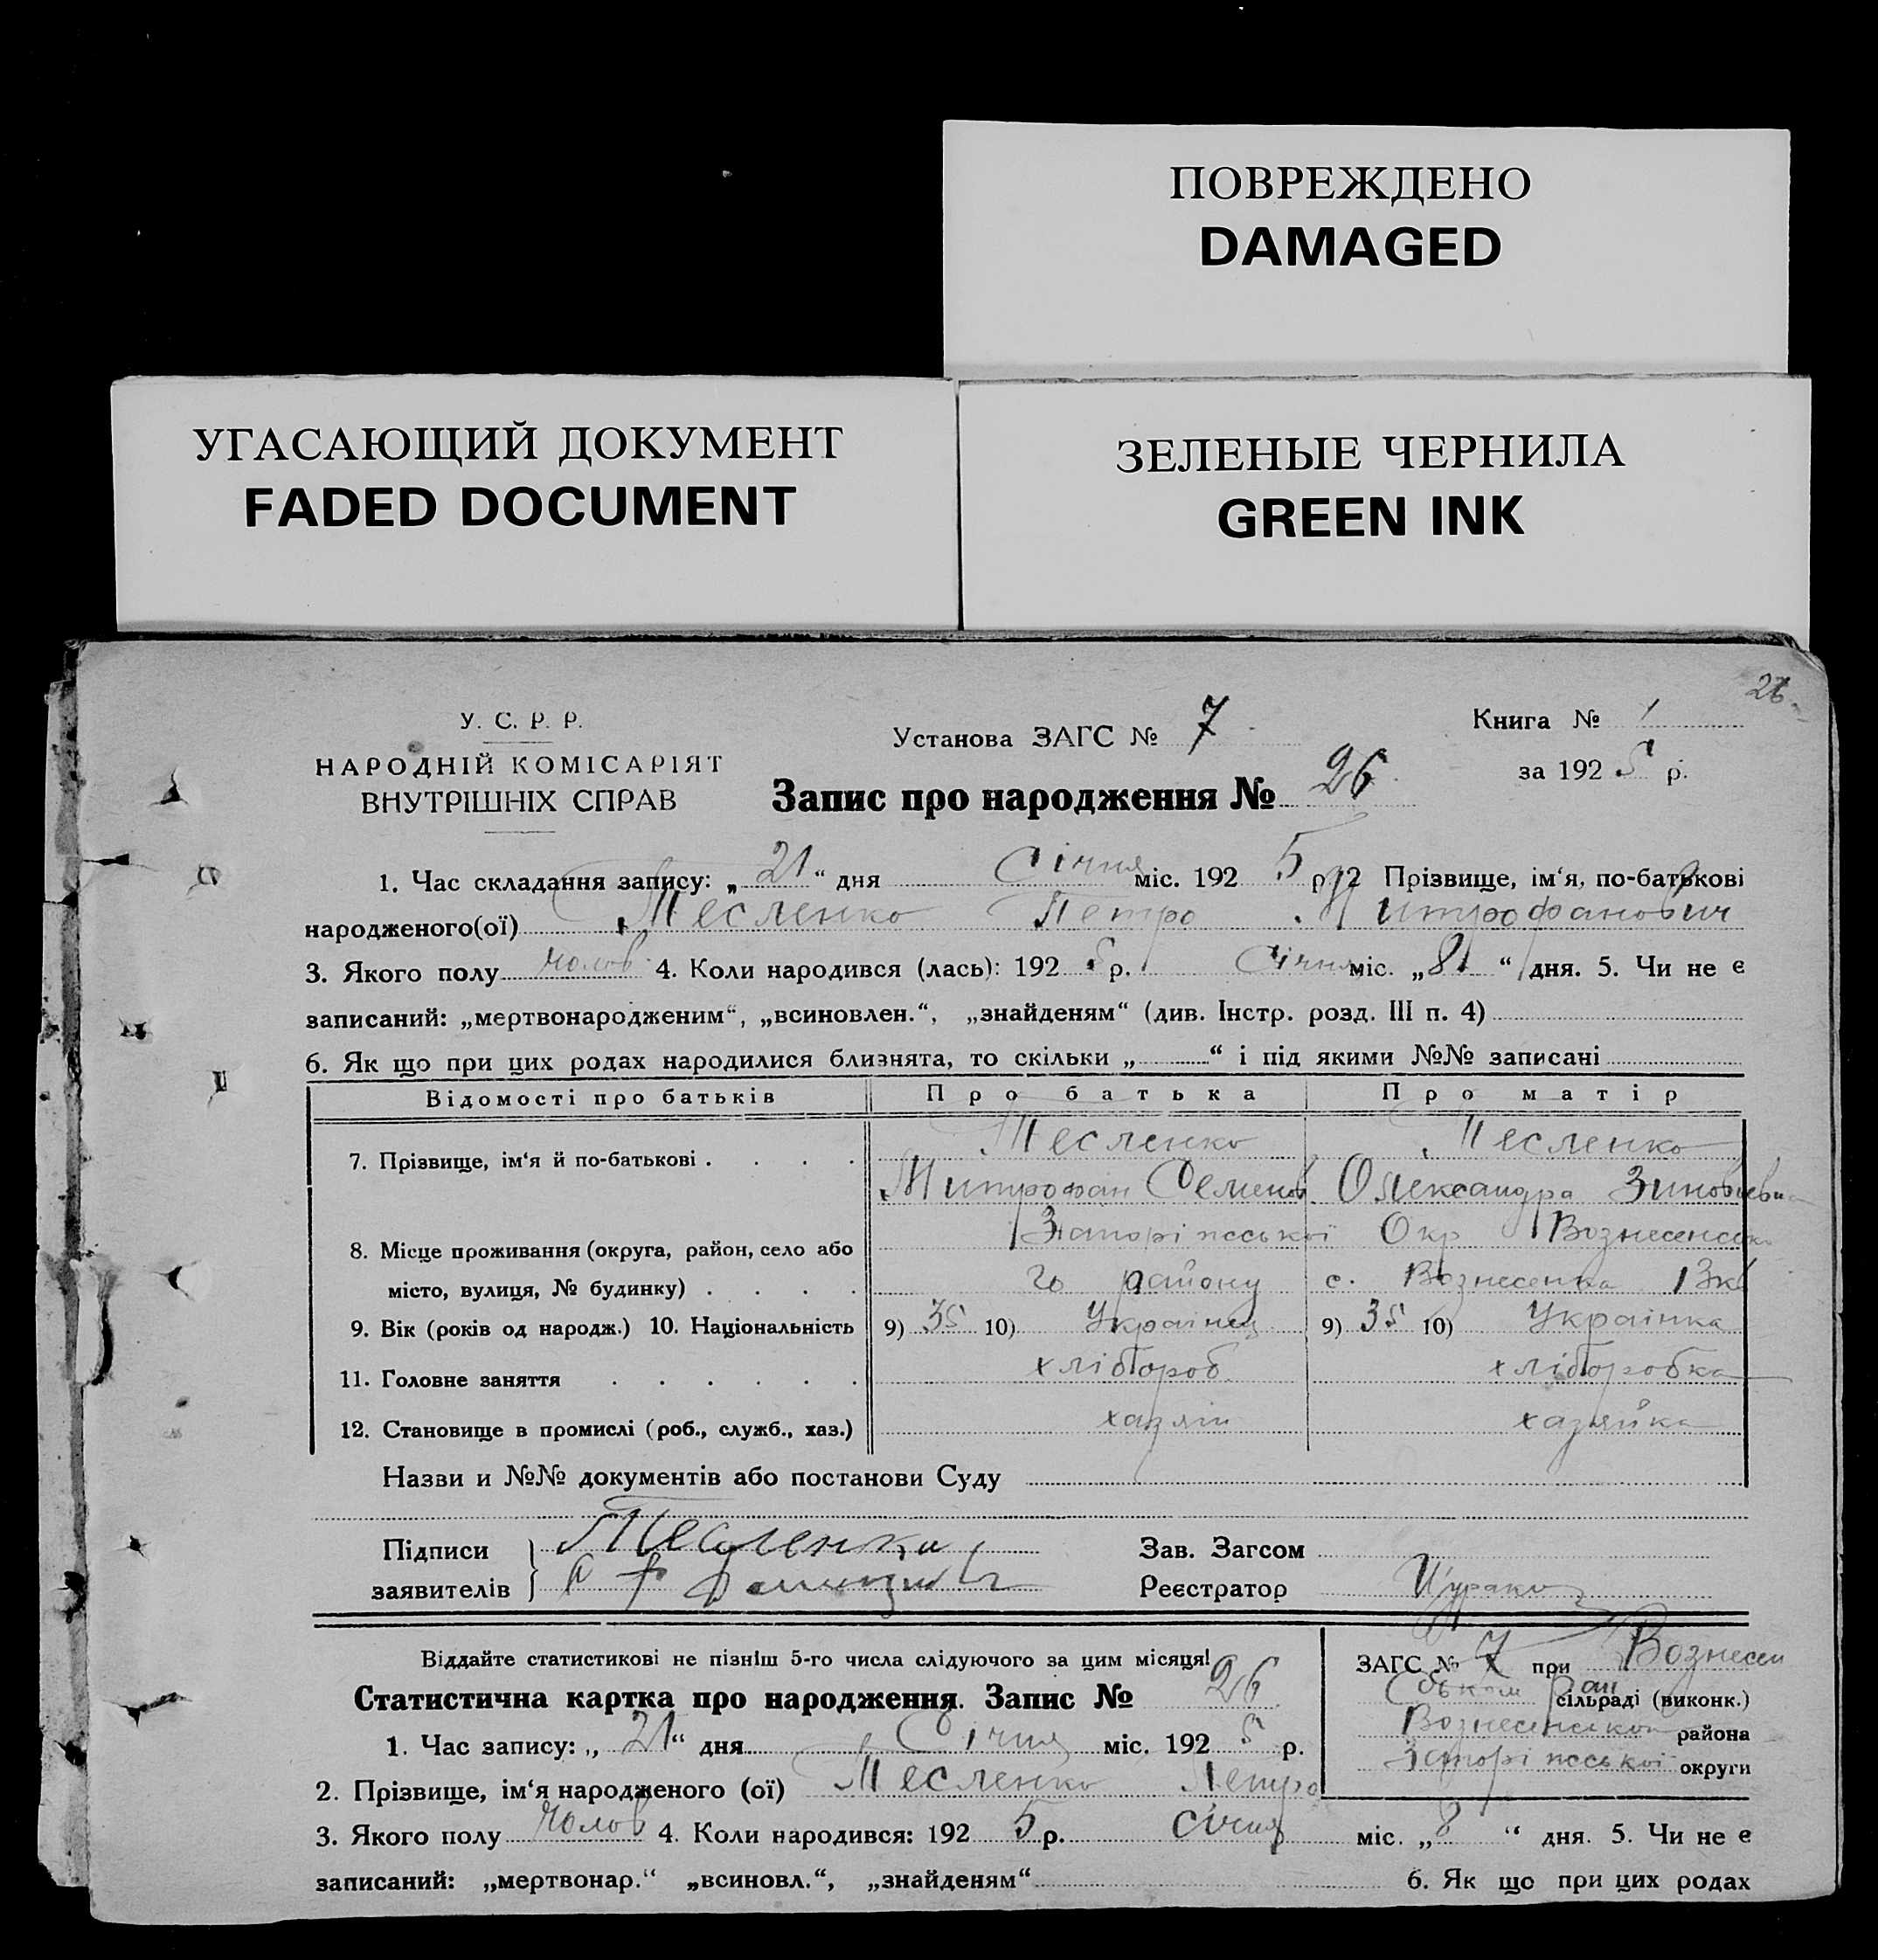 ПОВРЕЖДЕНО
DAMAGED
УГАСАЮЩИЙ ДОКУМЕНТ
FADED DOCUMENT
ЗЕЛЕНЫЕ ЧЕРНИЛА
GREEN INK
26
У. С. Р. Р.
НАРОДНІЙ КОМІСАРІЯТ
ВНУТРІШНІХ СПРАВ
Установа ЗАГС № 7
Запис про народження № 26
Книга № 1
за 192 5 р.
1. Час складання запису: „ 21 “ дня Січня міс. 192 5 р. 2 Прізвище, ім‘я, по-батькові
народженого(ої) Тесленко Петро Митрофанович
3. Якого полу чолов. 4. Коли народився (лась): 192 5 р. Січня міс. „ 8 “ дня. 5. Чи не є
записаний: „мертвонародженим“, „всиновлен.“, „знайденям“ (див. Інстр. розд. III п. 4)
6. Як що при цих родах народилися близнята, то скільки „ “ і під якими №№ записані
Відомості про батьків Про батька Про матір
7. Прізвище, ім‘я й по-батькові . . . . Тесленко Тесленко
Митрофан Семенов Олександра Зиновіевна
8. Місце проживання (округа, район, село або Запоріжської Окр Вознесенсько
місто, вулиця, № будинку) . . . . го району с. Вознесенка
9. Вік (років од народж.) 10. Національність 9) 35 10) Українец 9) 35 10) Українка
11. Головне заняття . . . . . . хлібороб хліборобка
12. Становище в промислі (роб., служб., хаз.) хазяін хазяйка
Назви и №№ документів або постанови Суду
Підписи Тесленко Зав. Загсом
заявителів Реєстратор
Віддайте статистикові не пізніш 5-го числа слідуючого за цим місяця!
Статистична картка про народження. Запис № 26
1. Час запису: „ 21 “ дня Січня міс. 192 5 р.
2. Прізвище, ім‘я народженого (ої) Тесленко Петро
ЗАГС № 7 при Вознесен
сільраді (виконк.)
Вознесенського района
Запоріжської округи
3. Якого полу чолов 4. Коли народився: 192 5 р. січня міс. „ 8 “ дня. 5. Чи не є
записаний: „мертвонар.“ „всиновл.“, „знайденям“ 6. Як що при цих родах